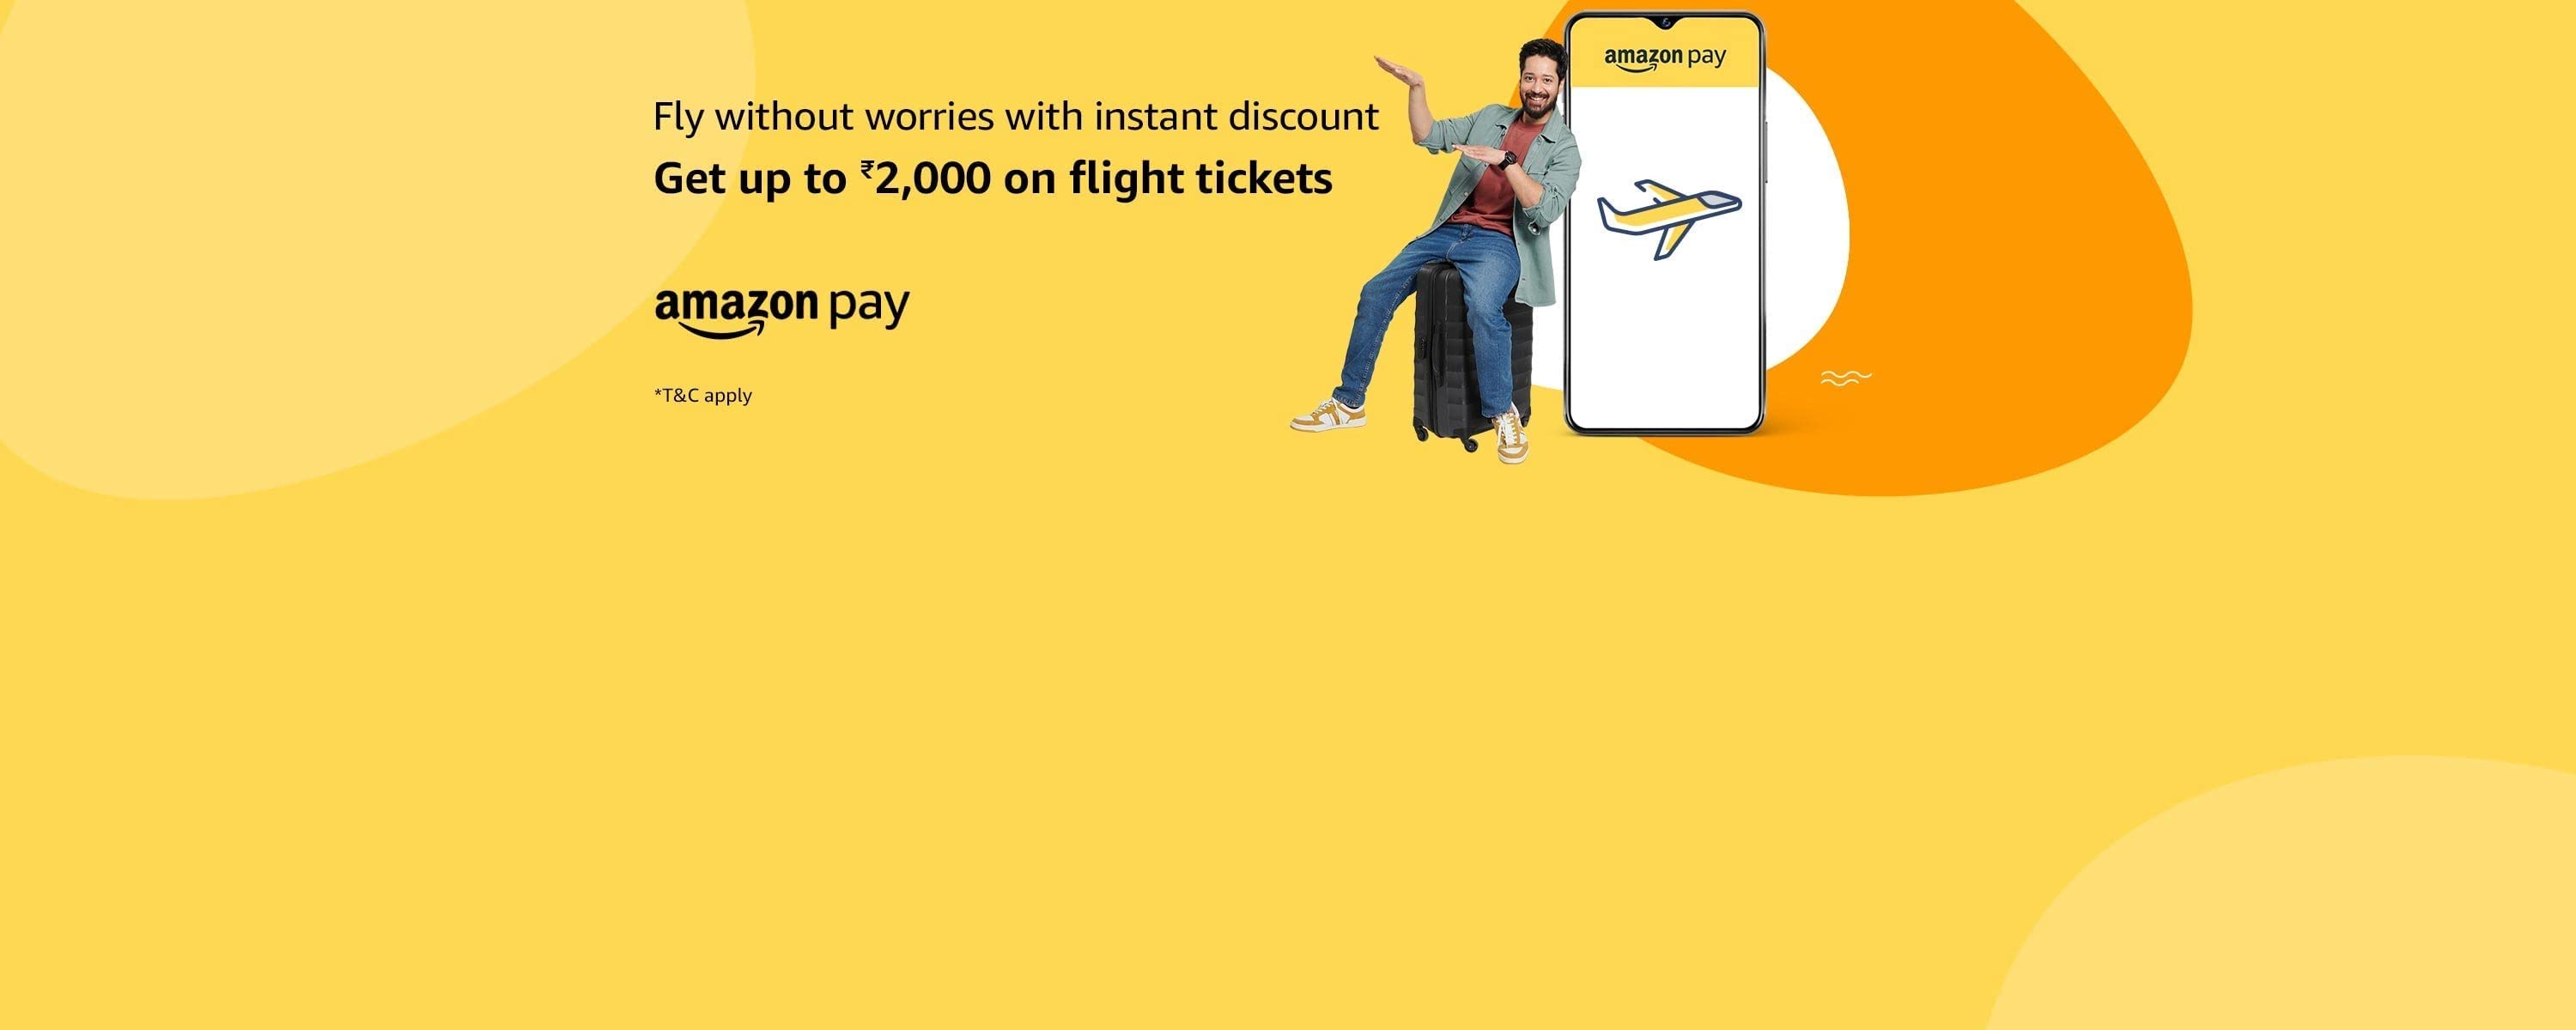 Fly without worries with instant discount
Get up to ₹2,000 on flight tickets
amazon pay
*T&C apply
amazon pay